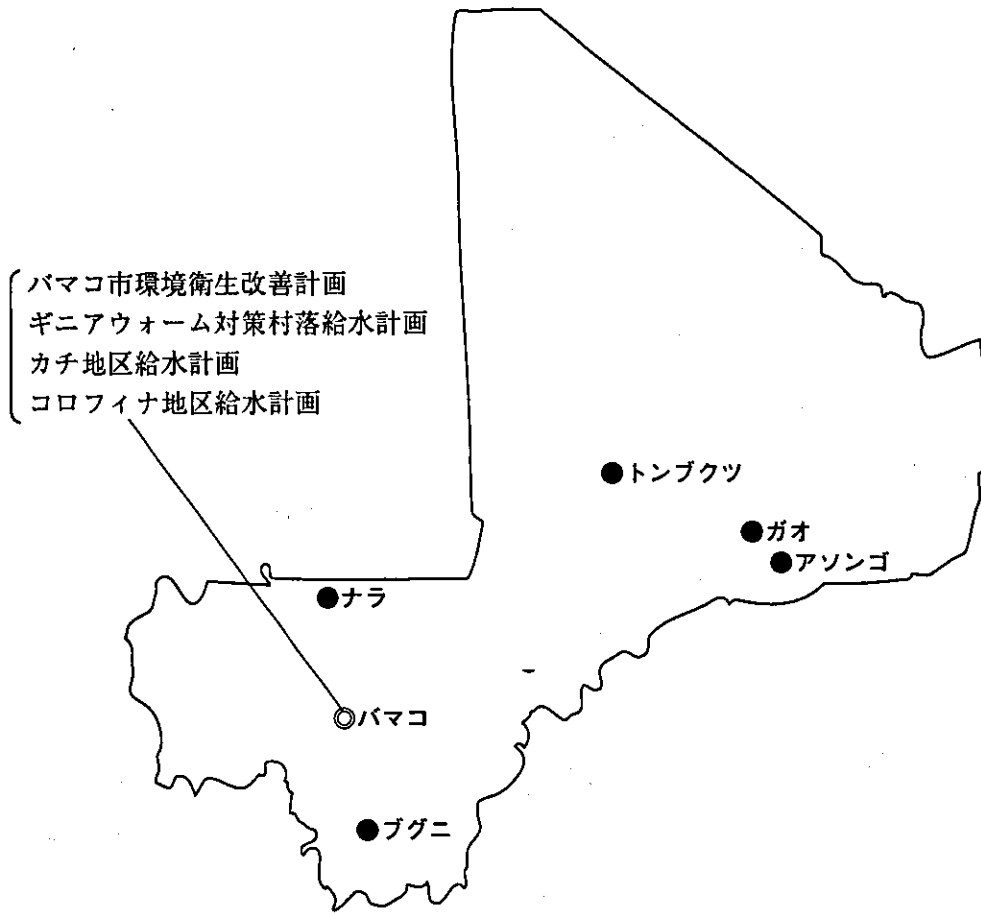 バマコ市環境衛生改善計画
ギニアウォーム対策村落給水計画
カチ地区給水計画
コロフィナ地区給水計画
トンブクツ
ガオ
アソンゴ
ナラ
バマコ
ブグニ